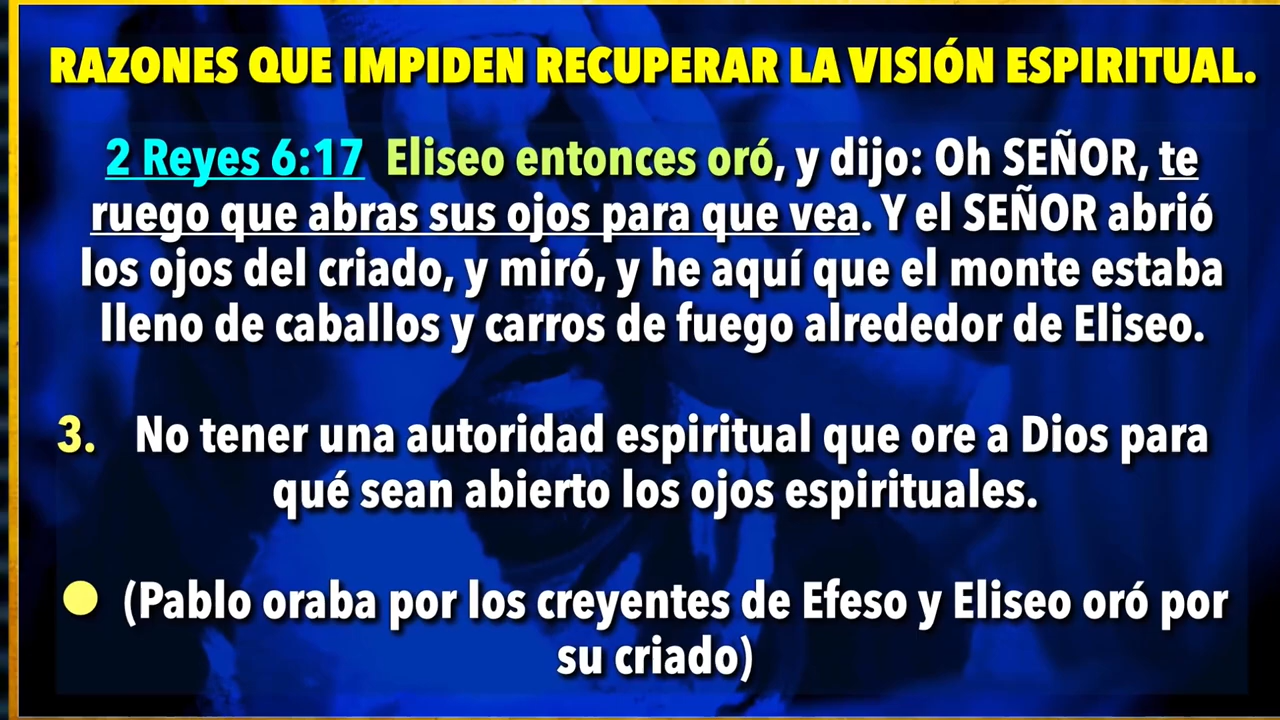 RAZONES QUE IMPIDEN RECUPERAR LA VISIÓN ESPIRITUAL.
2 Reyes 6:17 Eliseo entonces oró, y dijo: Oh SEÑOR, te
ruego que abras sus ojos para que vea. Y el SEÑOR abrió
los ojos del criado, y miró, y he aquí que el monte estaba
lleno de caballos y carros de fuego alrededor de Eliseo.
3. No tener una autoridad espiritual que ore a Dios para
qué sean abierto los ojos espirituales.
● (Pablo oraba por los creyentes de Efeso y Eliseo oró por
su criado)